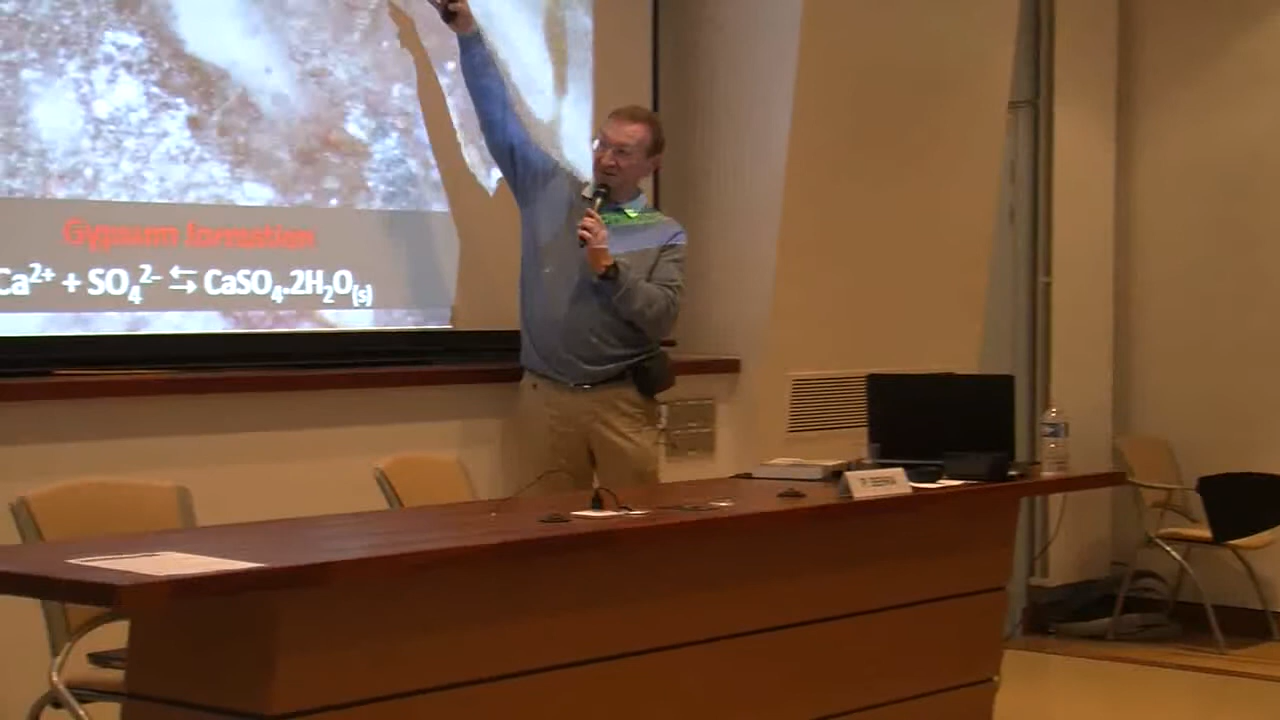 Gypsum formation
Ca²⁺ + SO₄²⁻ ⇆ CaSO₄.2H₂O₍ₛ₎